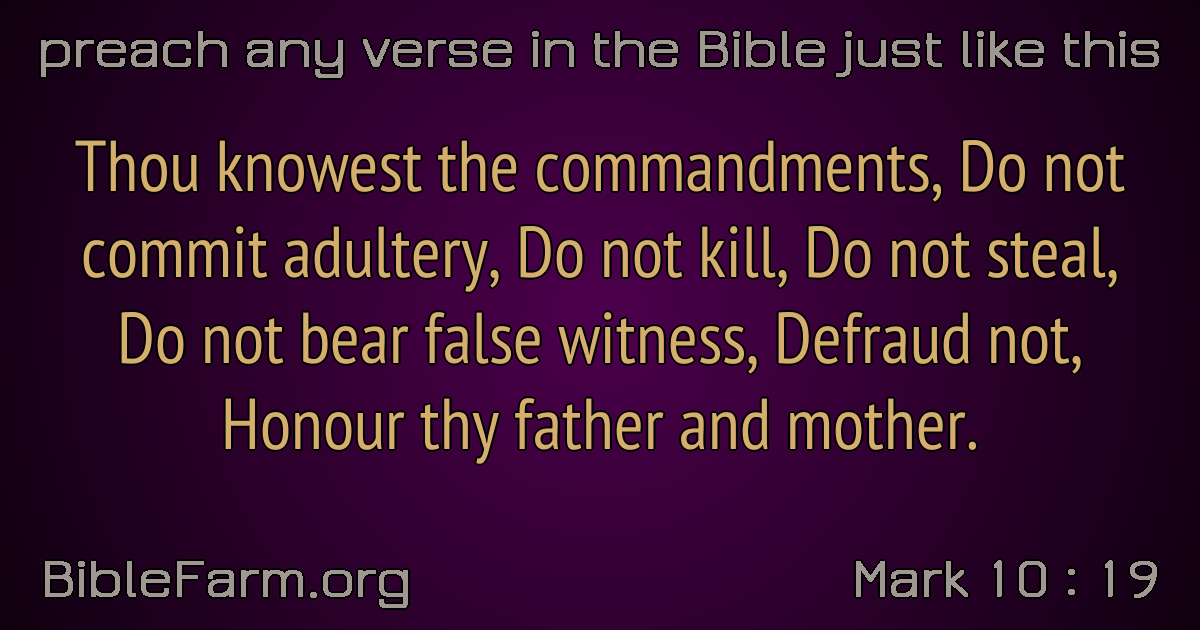 preach any verse in the Bible just like this
Thou knowest the commandments, Do not
commit adultery, Do not kill, Do not steal,
Do not bear false witness, Defraud not,
Honour thy father and mother.
BibleFarm.org
Mark 10 : 19